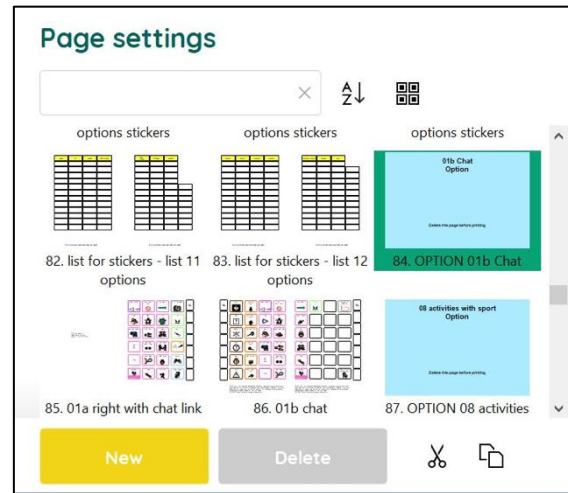 Page settings
A
Z
options stickers
options stickers
options stickers
01b Chat
Option
Delete this page before printing
82. list for stickers - list 11
options
83. list for stickers - list 12
options
84. OPTION 01b Chat
08 activities with sport
Option
Delete this page before printing
85. 01a right with chat link
86. 01b chat
87. OPTION 08 activities
New
Delete